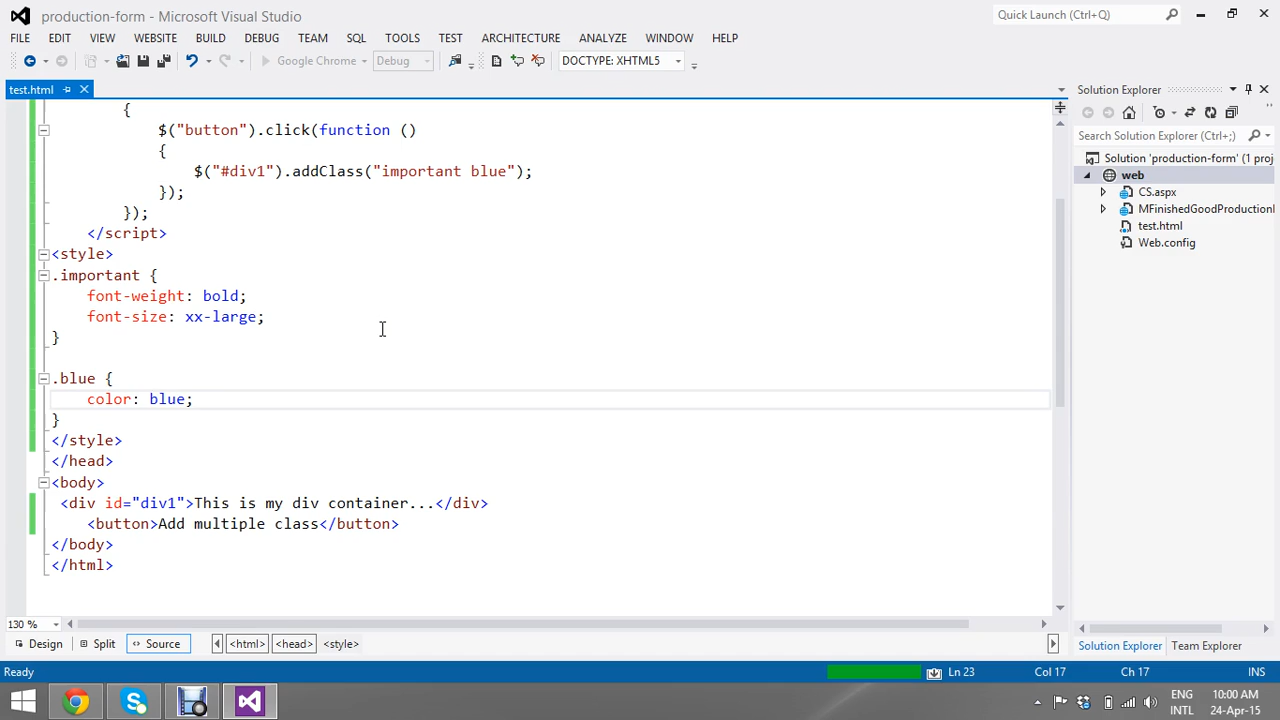 production-form - Microsoft Visual Studio
Quick Launch (Ctrl+Q)
FILE EDIT VIEW WEBSITE BUILD DEBUG TEAM SQL TOOLS TEST ARCHITECTURE ANALYZE WINDOW HELP
Google Chrome Debug DOCTYPE: XHTML5
test.html
{
$("button").click(function ()
{
$("#div1").addClass("important blue");
});
});
</script>
<style>
.important {
font-weight: bold;
font-size: xx-large;
}
.blue {
color: blue;
}
</style>
</head>
<body>
<div id="div1">This is my div container...</div>
<button>Add multiple class</button>
</body>
</html>
130 %
Design Split Source <html> <head> <style>
Solution Explorer
Search Solution Explorer (Ctrl+;)
Solution 'production-form' (1 proj
web
CS.aspx
MFinishedGoodProductionI
test.html
Web.config
Solution Explorer Team Explorer
Ready Ln 23 Col 17 Ch 17 INS
ENG
INTL
10:00 AM
24-Apr-15